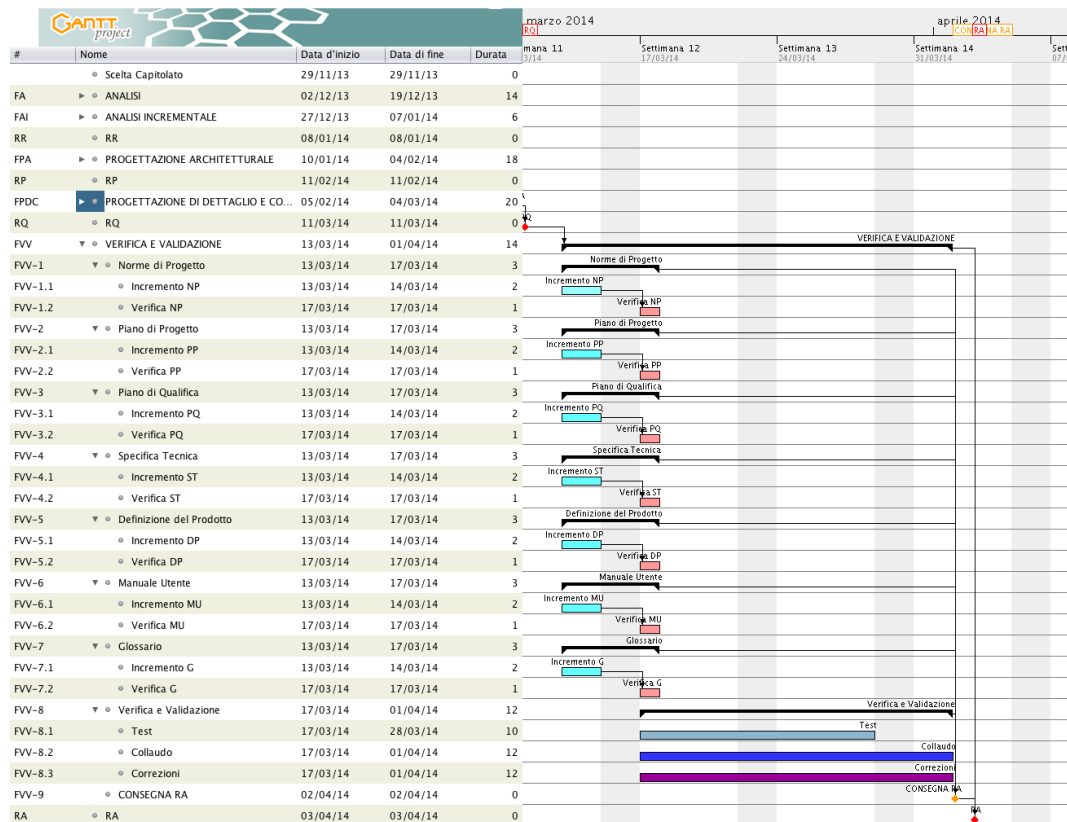 GANTT
project
marzo 2014
aprile 2014
RQ
CON RA NA RA
# Nome Data d'inizio Data di fine Durata
mana 11 Settimana 12 Settimana 13 Settimana 14 Sett
3/14 17/03/14 24/03/14 31/03/14 07/
Scelta Capitolato 29/11/13 29/11/13 0
FA ANALISI 02/12/13 19/12/13 14
FAI ANALISI INCREMENTALE 27/12/13 07/01/14 6
RR RR 08/01/14 08/01/14 0
FPA PROGETTAZIONE ARCHITETTURALE 10/01/14 04/02/14 18
RP RP 11/02/14 11/02/14 0
FPDC PROGETTAZIONE DI DETTAGLIO E CO... 05/02/14 04/03/14 20
RQ RQ 11/03/14 11/03/14 0
FVV VERIFICA E VALIDAZIONE 13/03/14 01/04/14 14 VERIFICA E VALIDAZIONE
FVV-1 Norme di Progetto 13/03/14 17/03/14 3 Norme di Progetto
FVV-1.1 Incremento NP 13/03/14 14/03/14 2 Incremento NP
FVV-1.2 Verifica NP 17/03/14 17/03/14 1 Verifica NP
FVV-2 Piano di Progetto 13/03/14 17/03/14 3 Piano di Progetto
FVV-2.1 Incremento PP 13/03/14 14/03/14 2 Incremento PP
FVV-2.2 Verifica PP 17/03/14 17/03/14 1 Verifica PP
FVV-3 Piano di Qualifica 13/03/14 17/03/14 3 Piano di Qualifica
FVV-3.1 Incremento PQ 13/03/14 14/03/14 2 Incremento PQ
FVV-3.2 Verifica PQ 17/03/14 17/03/14 1 Verifica PQ
FVV-4 Specifica Tecnica 13/03/14 17/03/14 3 Specifica Tecnica
FVV-4.1 Incremento ST 13/03/14 14/03/14 2 Incremento ST
FVV-4.2 Verifica ST 17/03/14 17/03/14 1 Verifica ST
FVV-5 Definizione del Prodotto 13/03/14 17/03/14 3 Definizione del Prodotto
FVV-5.1 Incremento DP 13/03/14 14/03/14 2 Incremento DP
FVV-5.2 Verifica DP 17/03/14 17/03/14 1 Verifica DP
FVV-6 Manuale Utente 13/03/14 17/03/14 3 Manuale Utente
FVV-6.1 Incremento MU 13/03/14 14/03/14 2 Incremento MU
FVV-6.2 Verifica MU 17/03/14 17/03/14 1 Verifica MU
FVV-7 Glossario 13/03/14 17/03/14 3 Glossario
FVV-7.1 Incremento G 13/03/14 14/03/14 2 Incremento G
FVV-7.2 Verifica G 17/03/14 17/03/14 1 Verifica G
FVV-8 Verifica e Validazione 17/03/14 01/04/14 12 Verifica e Validazione
FVV-8.1 Test 17/03/14 28/03/14 10 Test
FVV-8.2 Collaudo 17/03/14 01/04/14 12 Collaudo
FVV-8.3 Correzioni 17/03/14 01/04/14 12 Correzioni
FVV-9 CONSEGNA RA 02/04/14 02/04/14 0 CONSEGNA RA
RA RA 03/04/14 03/04/14 0 RA